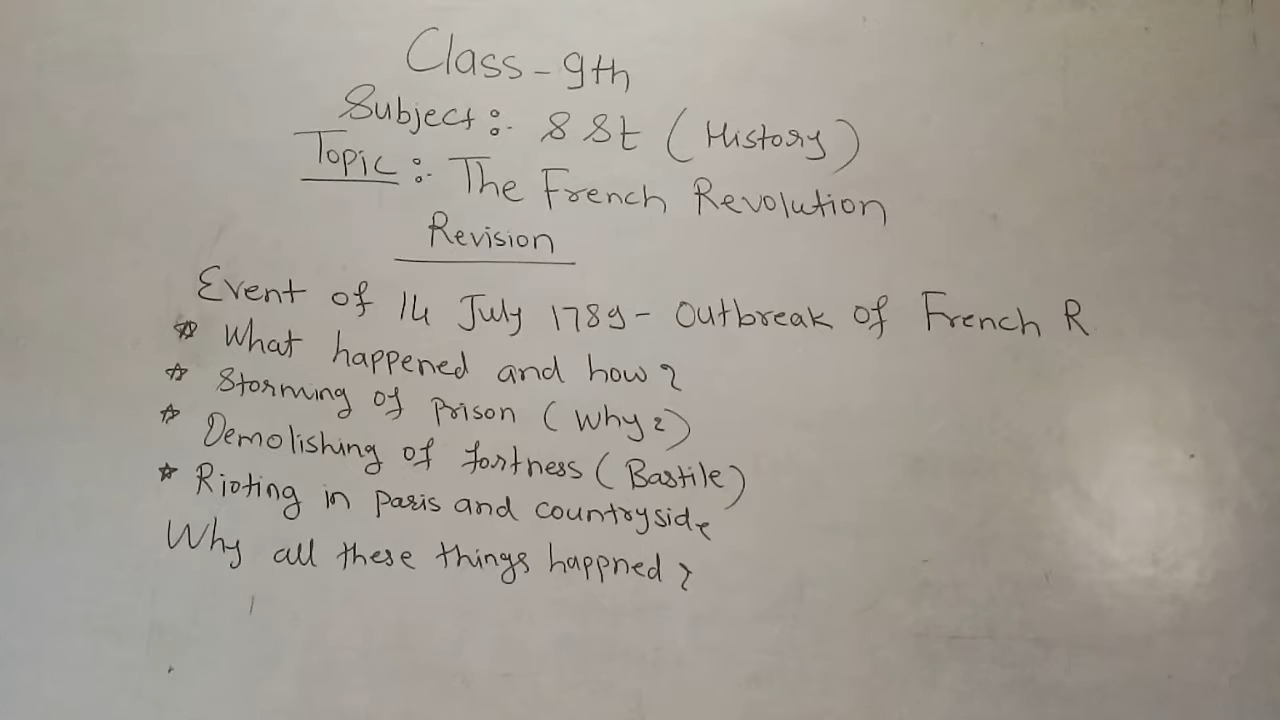 Class - 9th
Subject :- SSt (History)
Topic :- The French Revolution
Revision
Event of 14 July 1789 - Outbreak of French R.
☆ What happened and how?
☆ Storming of prison (Why?)
☆ Demolishing of fortness (Bastile)
☆ Rioting in paris and countryside
Why all these things happned?